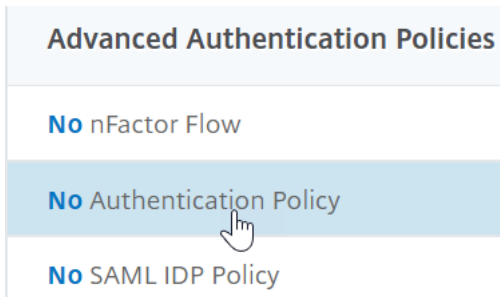 Advanced Authentication Policies
No nFactor Flow
No Authentication Policy
No SAML IDP Policy